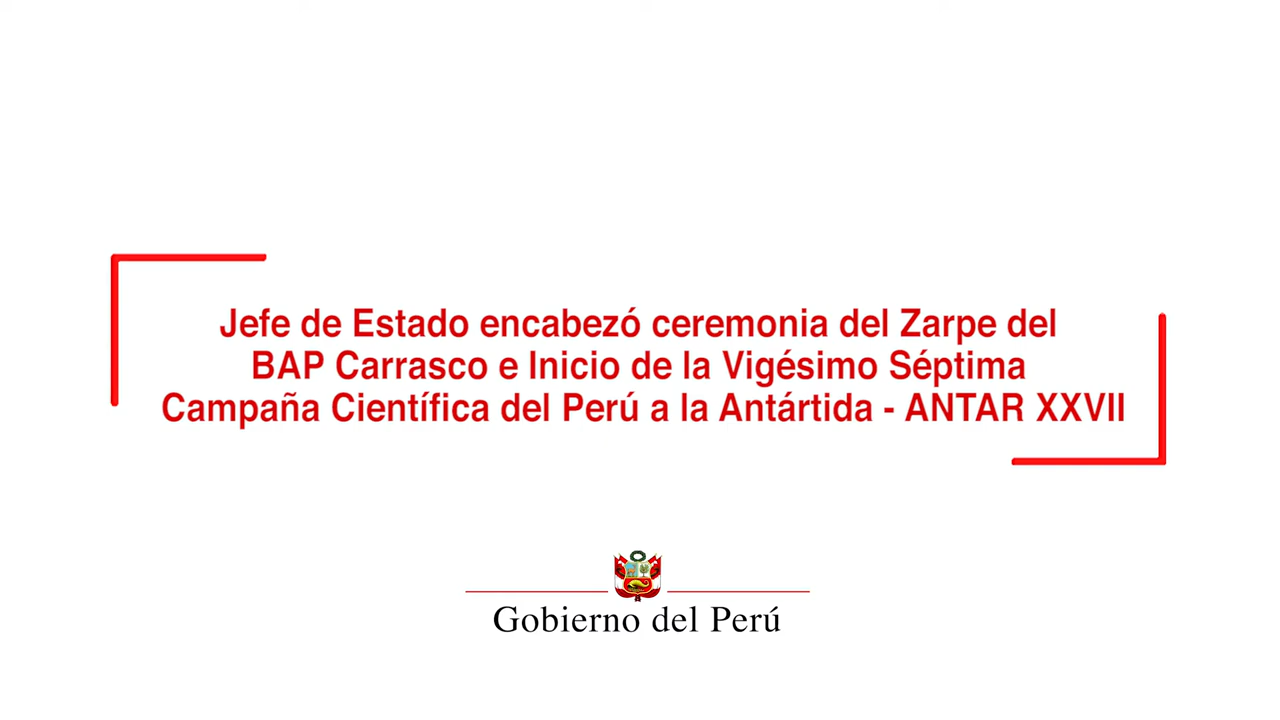 Jefe de Estado encabezó ceremonia del Zarpe del
BAP Carrasco e Inicio de la Vigésimo Séptima
Campaña Científica del Perú a la Antártida - ANTAR XXVII
Gobierno del Perú